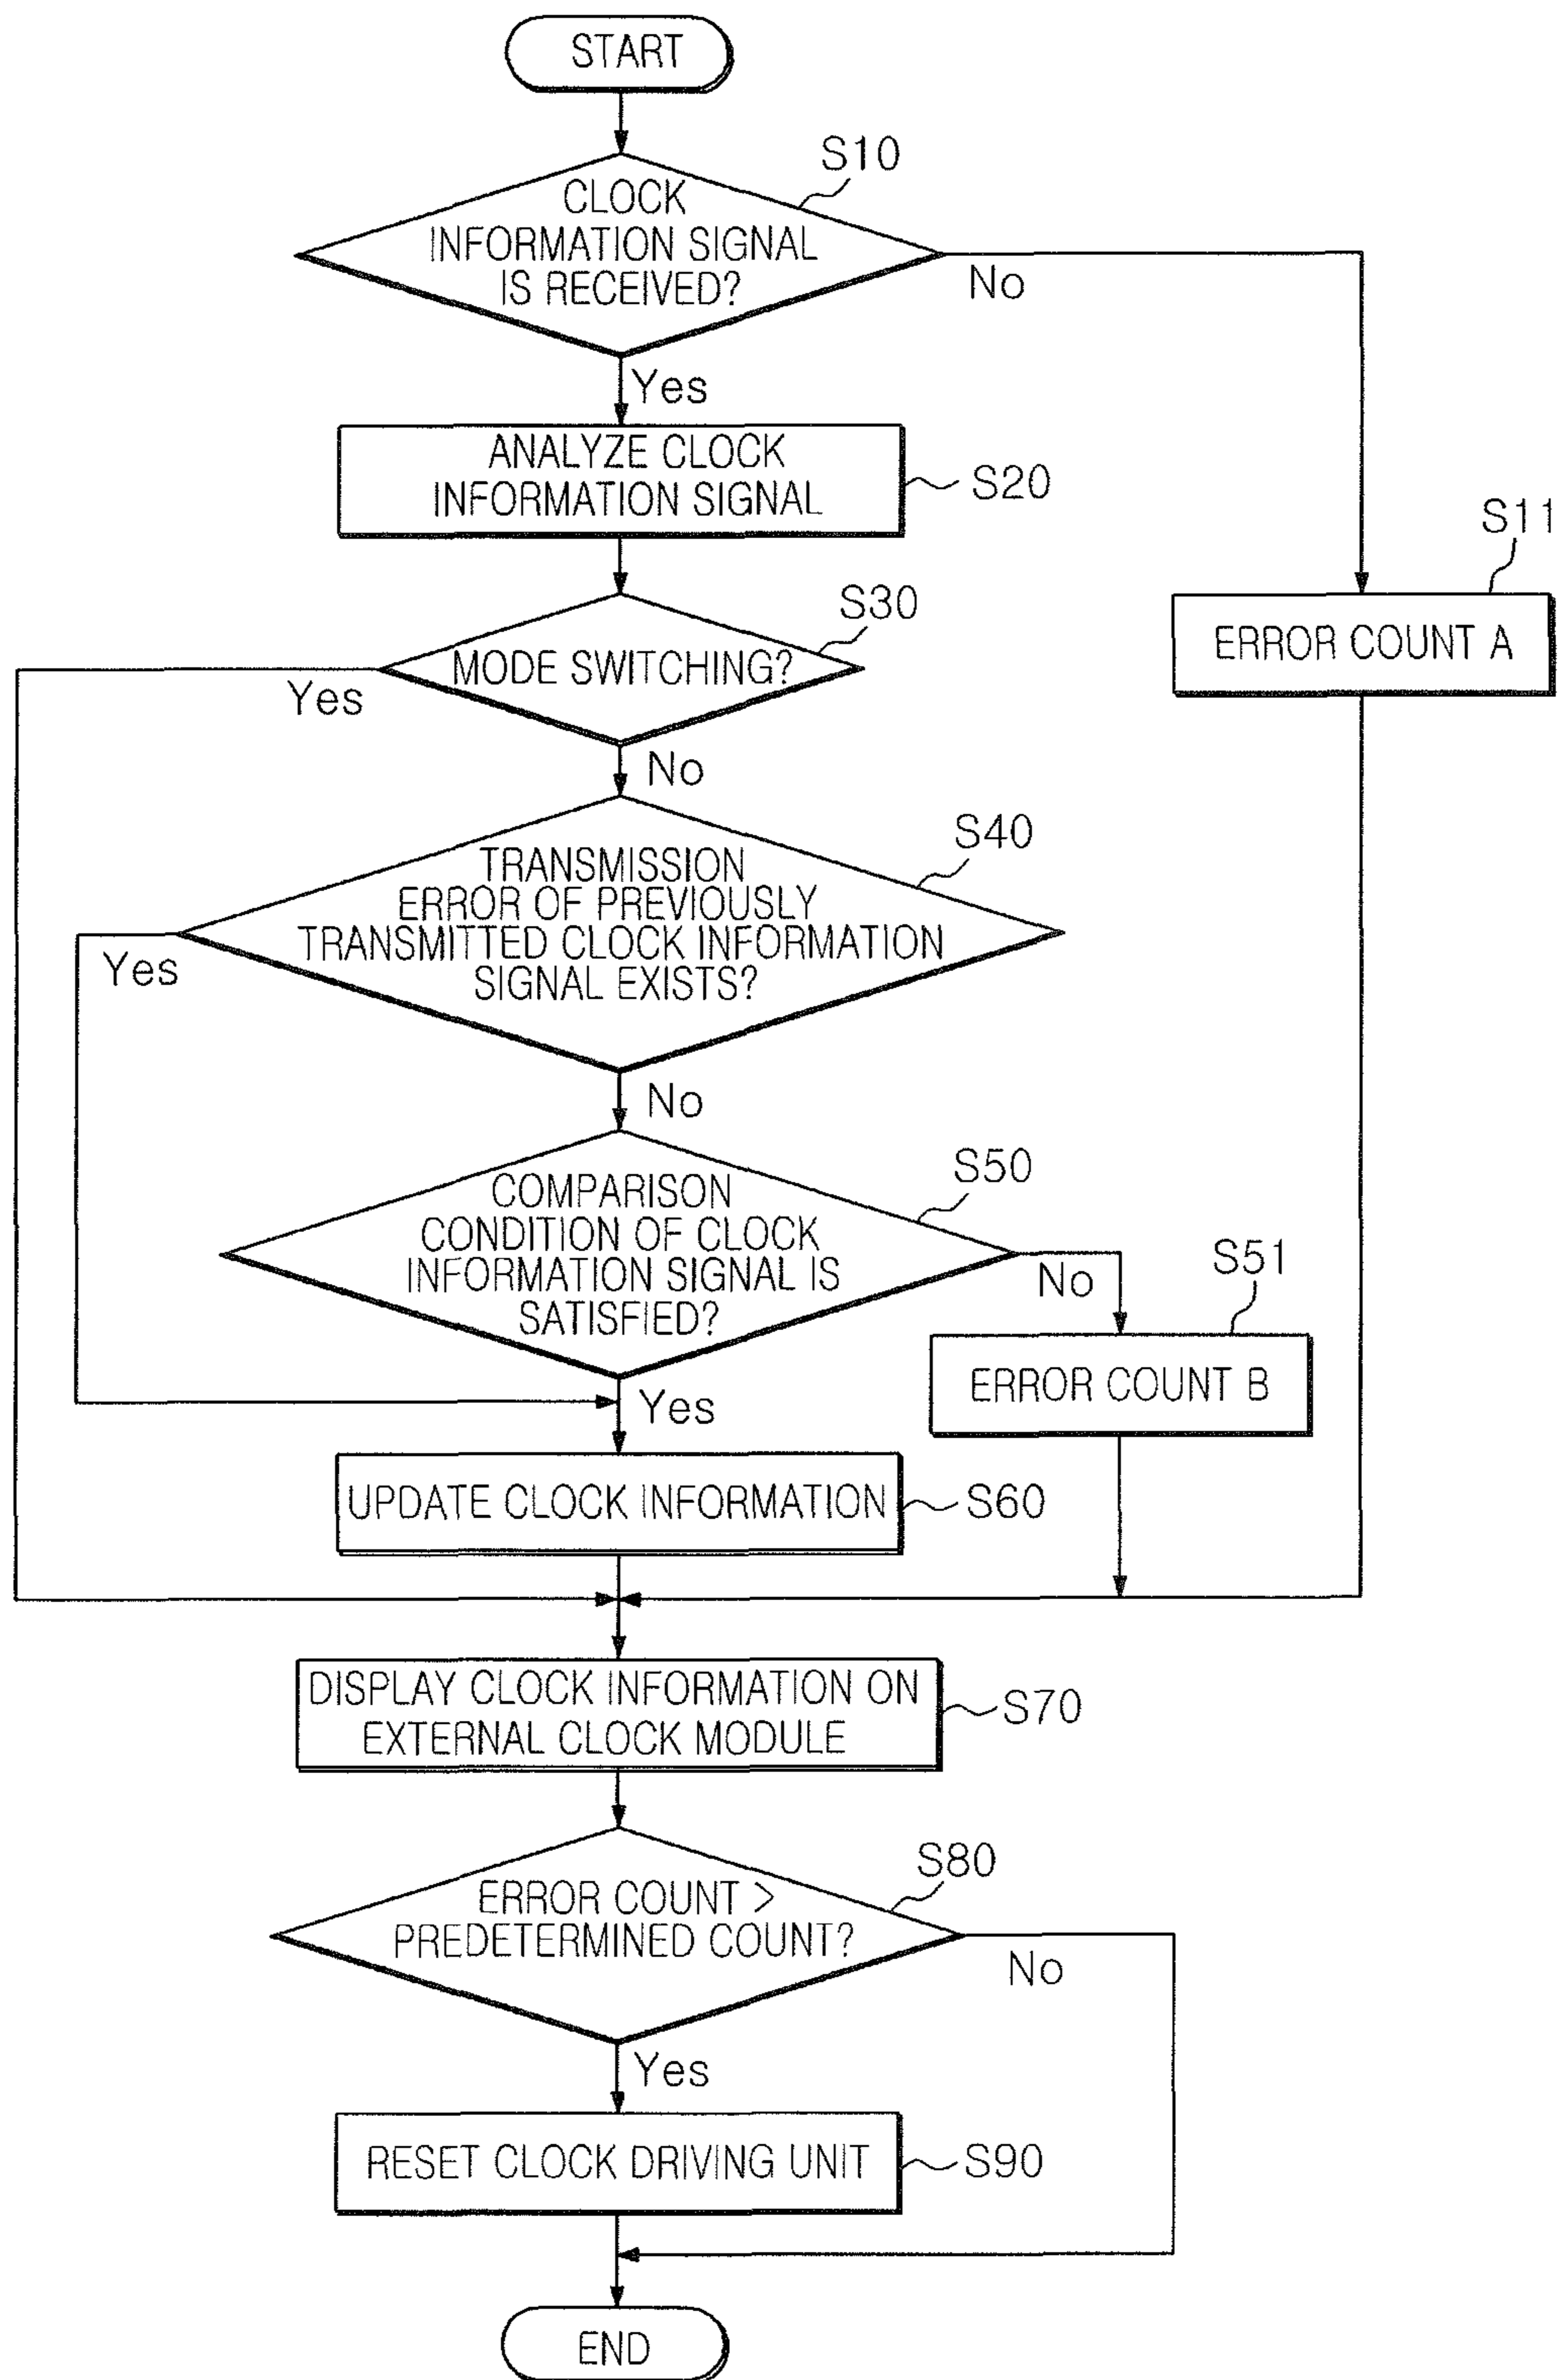 START
S10
CLOCK
INFORMATION SIGNAL
IS RECEIVED?
No
Yes
ANALYZE CLOCK
INFORMATION SIGNAL
S20
S11
ERROR COUNT A
S30
MODE SWITCHING?
Yes
No
S40
TRANSMISSION
ERROR OF PREVIOUSLY
TRANSMITTED CLOCK INFORMATION
SIGNAL EXISTS?
Yes
No
S50
COMPARISON
CONDITION OF CLOCK
INFORMATION SIGNAL IS
SATISFIED?
No
S51
ERROR COUNT B
Yes
UPDATE CLOCK INFORMATION
S60
DISPLAY CLOCK INFORMATION ON
EXTERNAL CLOCK MODULE
S70
S80
ERROR COUNT >
PREDETERMINED COUNT?
No
Yes
RESET CLOCK DRIVING UNIT
S90
END